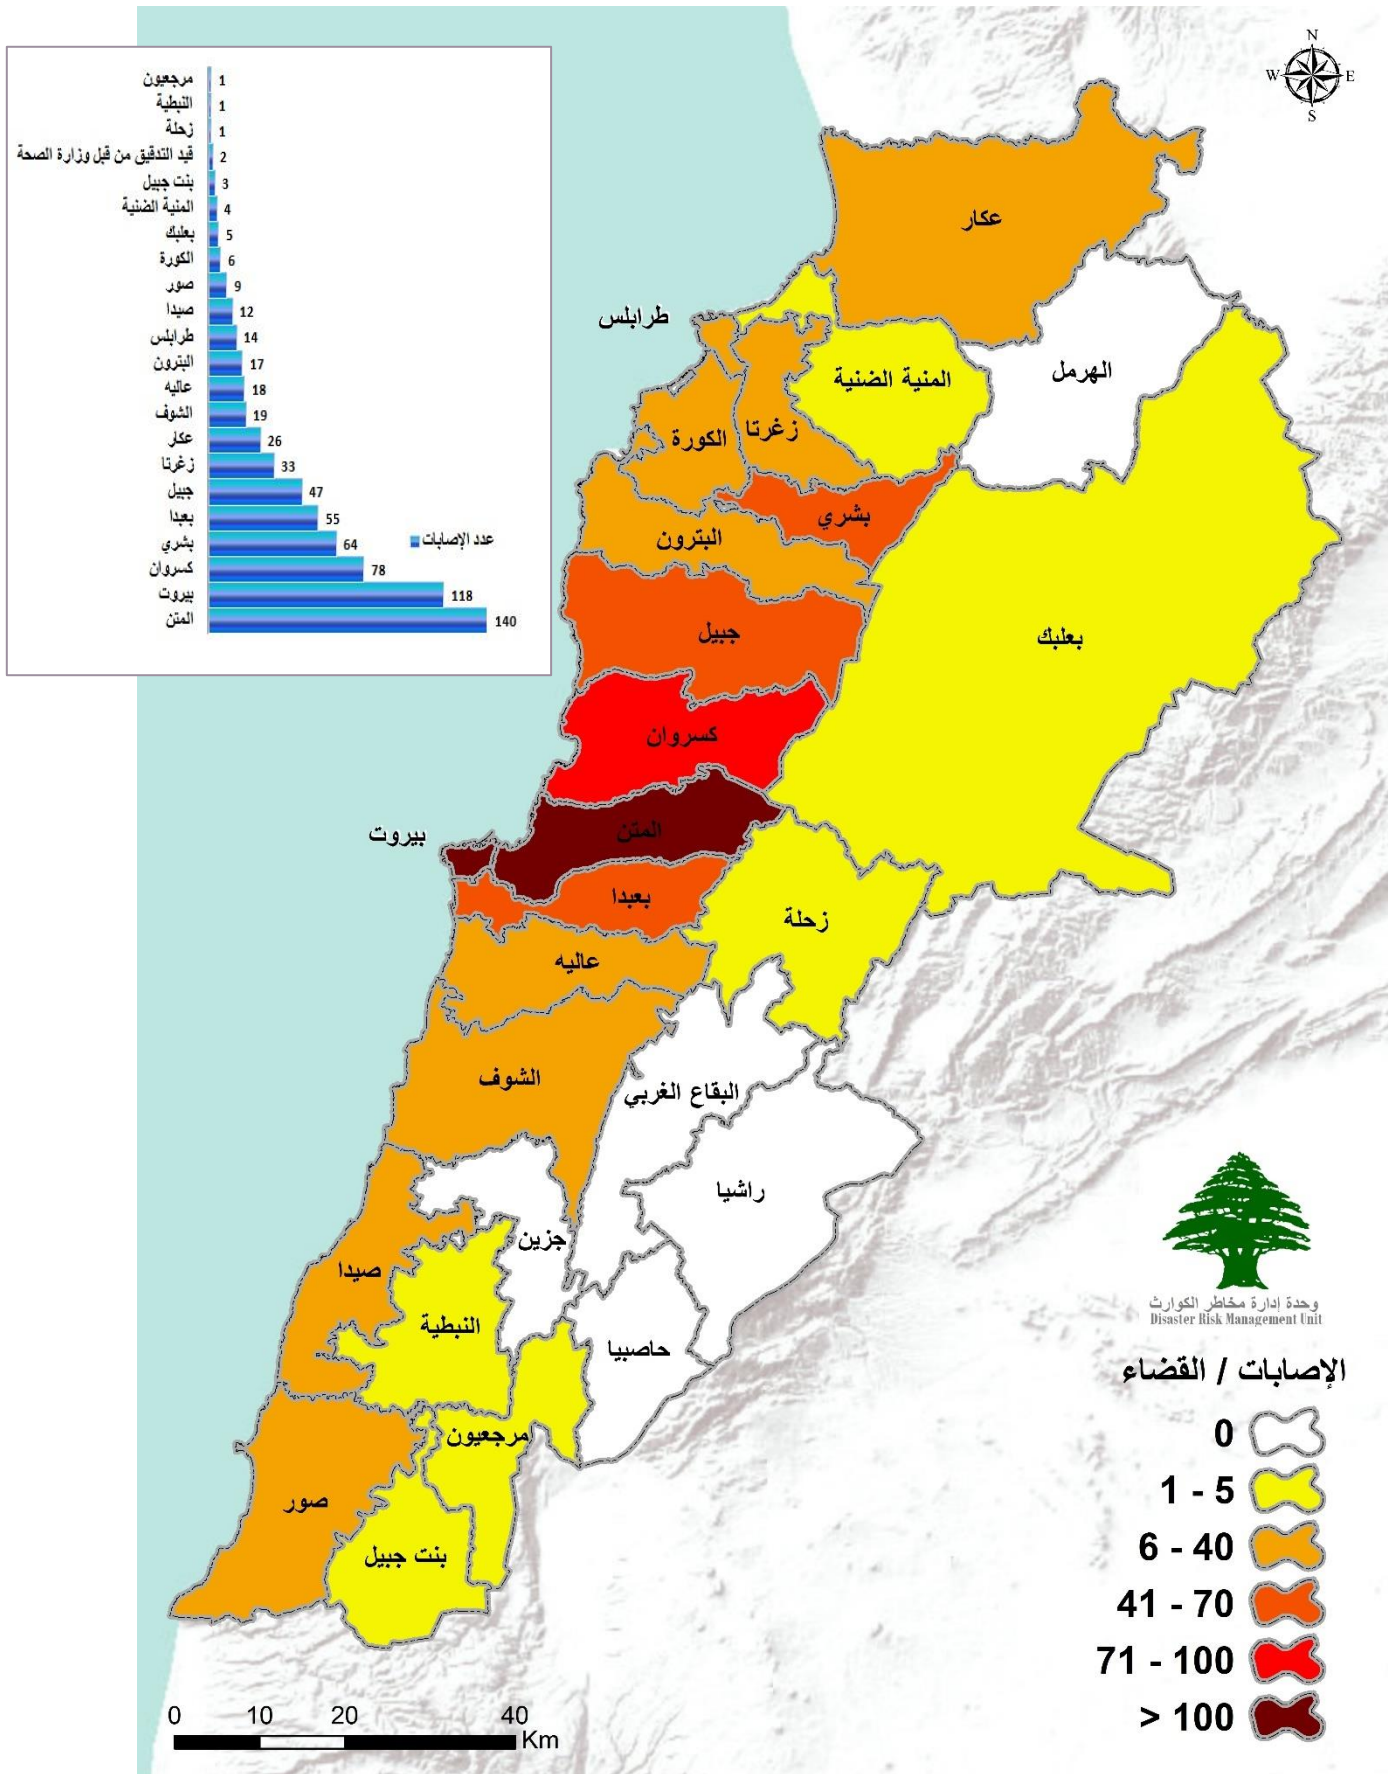 N
W E
S
مرجعيون 1
النبطية 1
زحلة 1
قيد التدقيق من قبل وزارة الصحة 2
بنت جبيل 3
المنية الضنية 4
بعلبك 5
الكورة 6
صور 9
صيدا 12
طرابلس 14
البترون 17
عاليه 18
الشوف 19
عكار 26
زغرتا 33
جبيل 47
بعبدا 55
بشري 64
كسروان 78
بيروت 118
المتن 140
عدد الإصابات
عكار
طرابلس
الهرمل
المنية الضنية
زغرتا
الكورة
بشري
البترون
جبيل
بعلبك
كسروان
المتن
بيروت
بعبدا
زحلة
عاليه
الشوف
البقاع الغربي
راشيا
جزين
صيدا
النبطية
حاصبيا
مرجعيون
صور
بنت جبيل
وحدة إدارة مخاطر الكوارث
Disaster Risk Management Unit
الإصابات / القضاء
0
1 - 5
6 - 40
41 - 70
71 - 100
> 100
0 10 20 40
Km